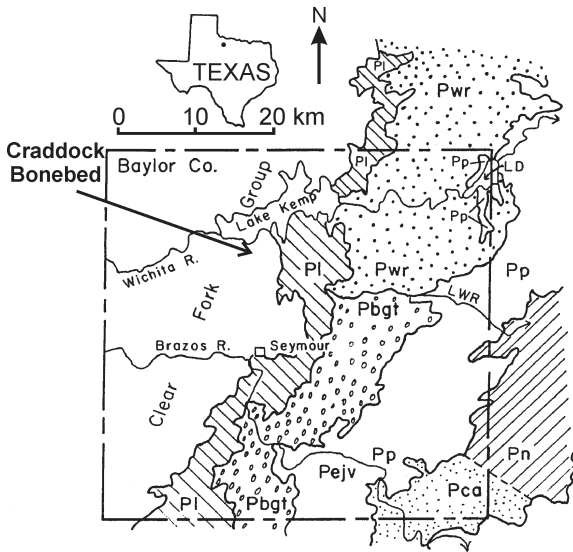 N
TEXAS
0 10 20 km
Craddock
Bonebed
Baylor Co.
Pl
Pwr
Pl
Group
Lake Kemp
Pp
LD
Pp
Wichita R.
Pl
Pwr
Pp
Fork
Pbgt
LWR
Brazos R.
Seymour
Clear
Pp
Pn
Pejv
Pca
Pl
Pbgt